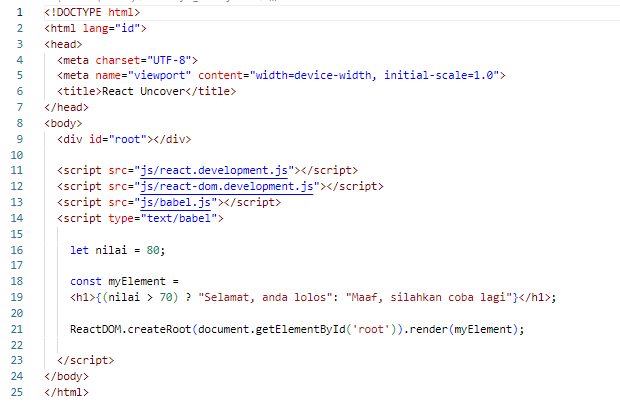 1 <!DOCTYPE html>
2 <html lang="id">
3 <head>
4   <meta charset="UTF-8">
5   <meta name="viewport" content="width=device-width, initial-scale=1.0">
6   <title>React Uncover</title>
7 </head>
8 <body>
9   <div id="root"></div>
10
11   <script src="js/react.development.js"></script>
12   <script src="js/react-dom.development.js"></script>
13   <script src="js/babel.js"></script>
14   <script type="text/babel">
15
16     let nilai = 80;
17
18     const myElement =
19     <h1>{(nilai > 70) ? "Selamat, anda lolos": "Maaf, silahkan coba lagi"}</h1>;
20
21     ReactDOM.createRoot(document.getElementById('root')).render(myElement);
22
23   </script>
24 </body>
25 </html>